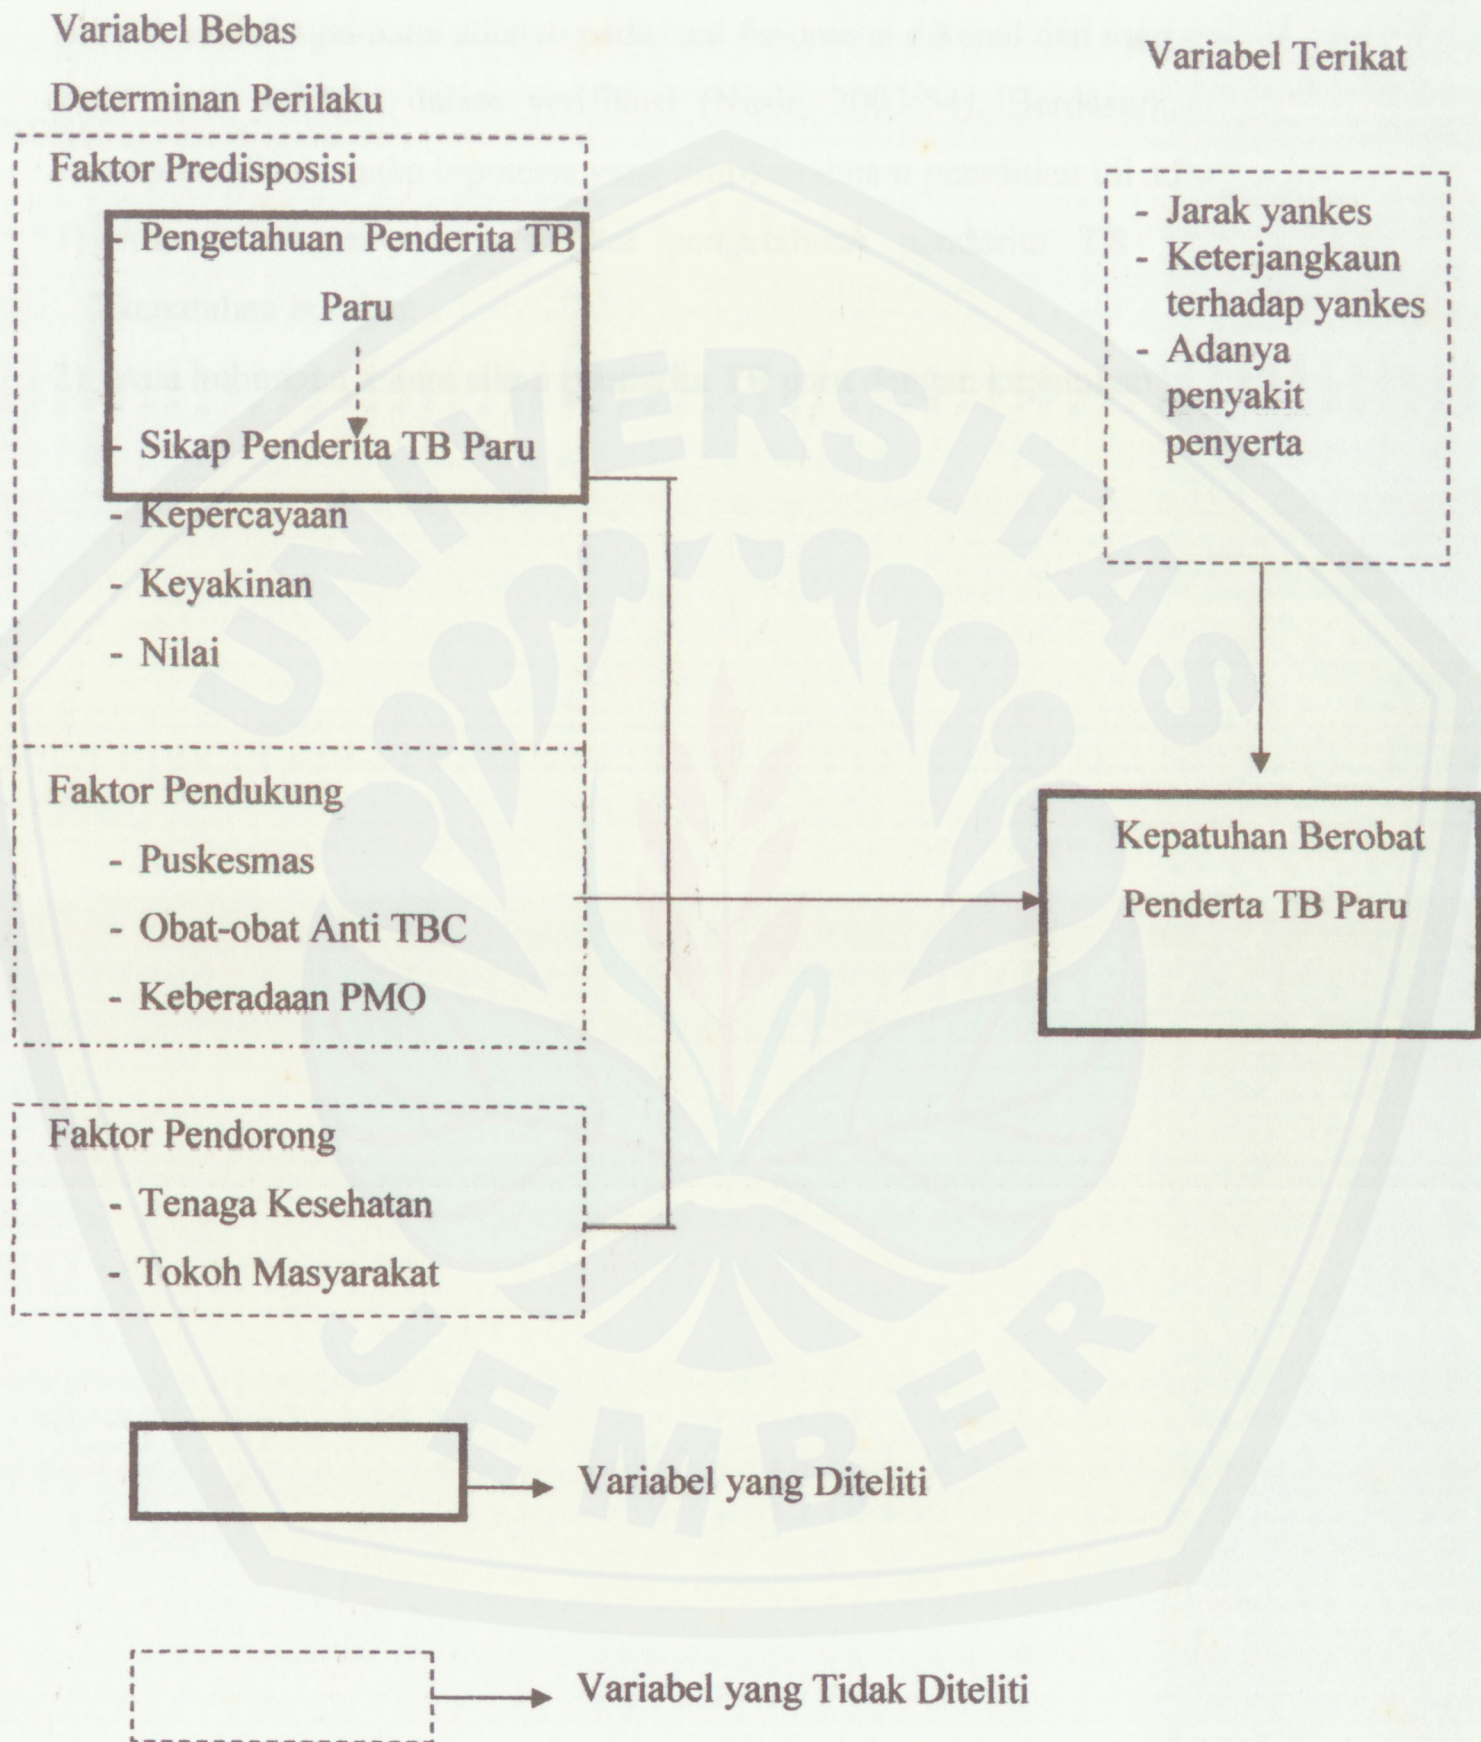 Variabel Bebas
Determinan Perilaku
Faktor Predisposisi
- Pengetahuan Penderita TB
Paru
- Sikap Penderita TB Paru
- Kepercayaan
- Keyakinan
- Nilai
Faktor Pendukung
- Puskesmas
- Obat-obat Anti TBC
- Keberadaan PMO
Faktor Pendorong
- Tenaga Kesehatan
- Tokoh Masyarakat
Variabel Terikat
- Jarak yankes
- Keterjangkaun
terhadap yankes
- Adanya
penyakit
penyerta
Kepatuhan Berobat
Penderta TB Paru
Variabel yang Diteliti
Variabel yang Tidak Diteliti
UNIVERSITAS
JEMBER